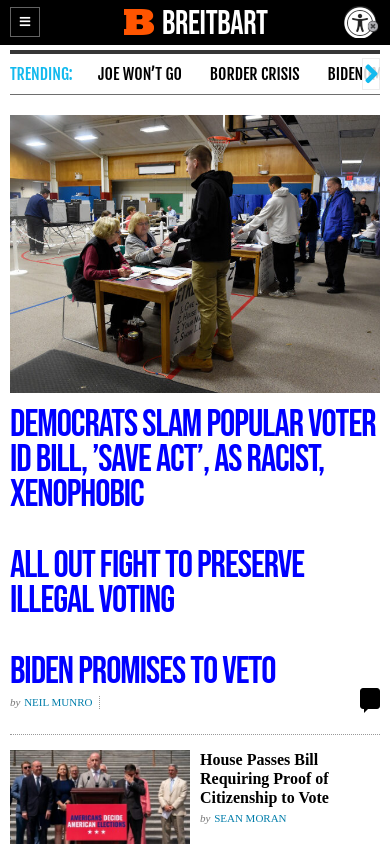 BREITBART
TRENDING: JOE WON'T GO BORDER CRISIS BIDEN
DEMOCRATS SLAM POPULAR VOTER
ID BILL, ’SAVE ACT’, AS RACIST,
XENOPHOBIC
ALL OUT FIGHT TO PRESERVE
ILLEGAL VOTING
BIDEN PROMISES TO VETO
by NEIL MUNRO
House Passes Bill
Requiring Proof of
Citizenship to Vote
by SEAN MORAN
AMERICANS DECIDE
AMERICAN ELECTIONS